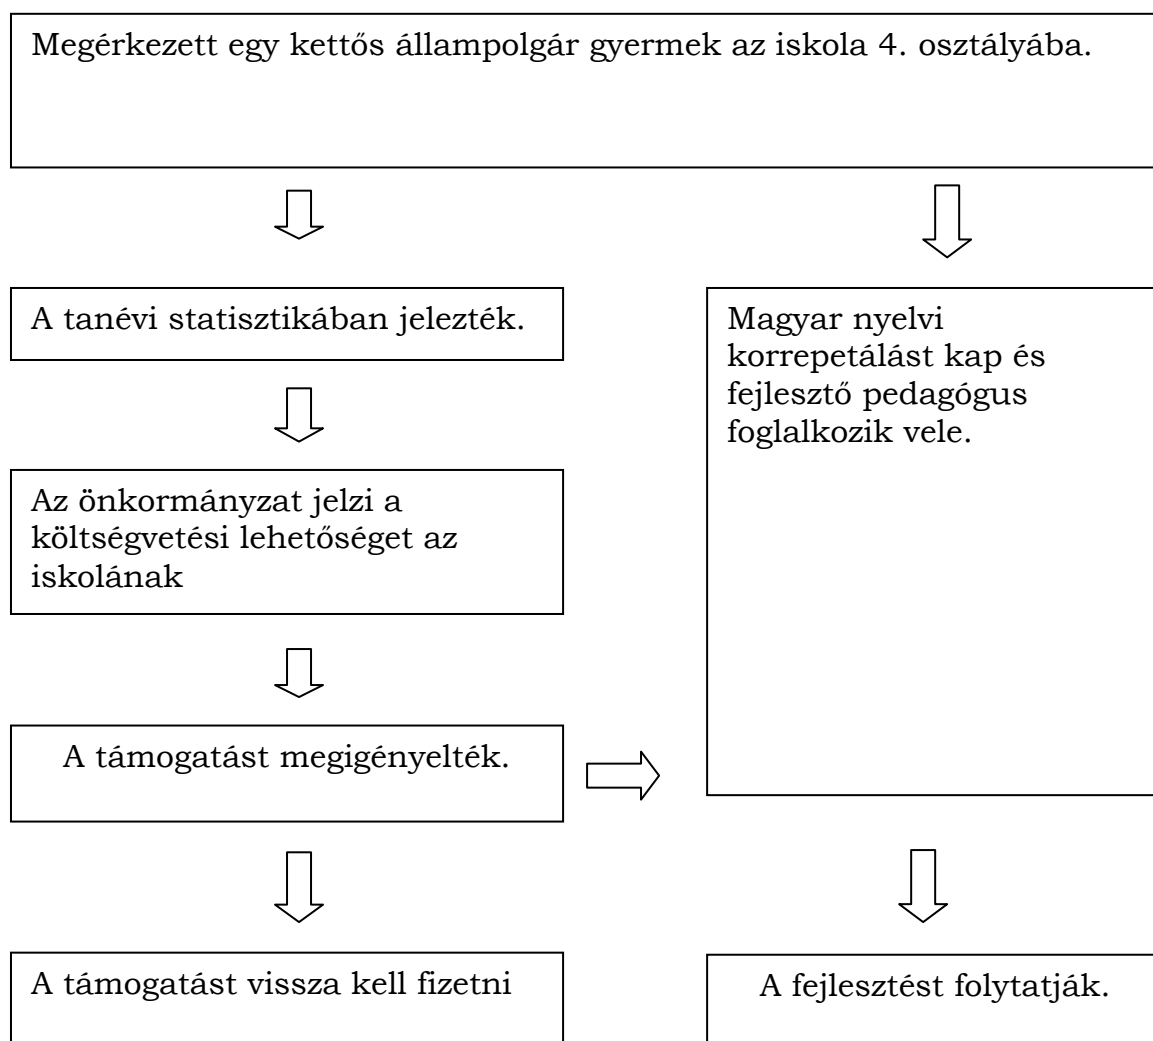 Megérkezett egy kettős állampolgár gyermek az iskola 4. osztályába.
A tanévi statisztikában jelezték.
Az önkormányzat jelzi a
költségvetési lehetőséget az
iskolának
A támogatást megigényelték.
A támogatást vissza kell fizetni
Magyar nyelvi
korrepetálást kap és
fejlesztő pedagógus
foglalkozik vele.
A fejlesztést folytatják.